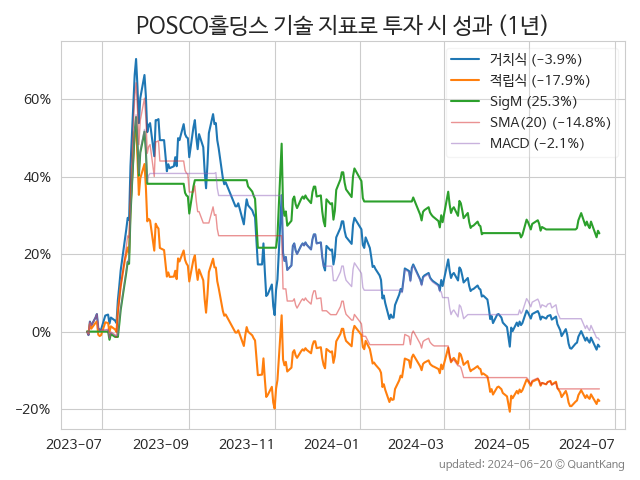 POSCO홀딩스 기술 지표로 투자 시 성과 (1년)
거치식 (−3.9%)
적립식 (−17.9%)
SigM (25.3%)
SMA(20) (−14.8%)
MACD (−2.1%)
60%
40%
20%
0%
−20%
2023−07 2023−09 2023−11 2024−01 2024−03 2024−05 2024−07
updated: 2024-06-20 © QuantKang